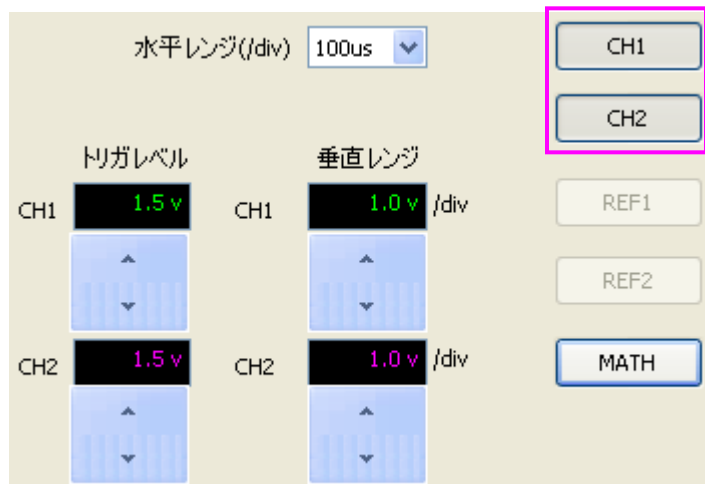 水平レンジ(/div) 100us CH1
CH2
トリガレベル 垂直レンジ
CH1 1.5 v CH1 1.0 v /div REF1
REF2
CH2 1.5 v CH2 1.0 v /div MATH